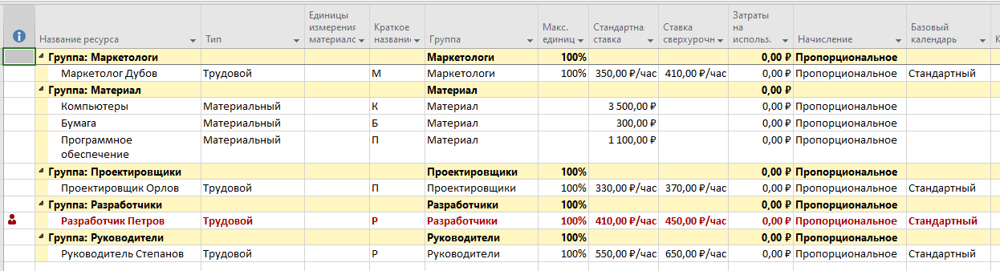 Название ресурса Тип Единицы измерения материалс Краткое названи Группа Макс. единиц Стандартна ставка Ставка сверхурочн Затраты на использ. Начисление Базовый календарь К
Группа: Маркетологи Маркетологи 100% 0,00 ₽ Пропорциональное
Маркетолог Дубов Трудовой М Маркетологи 100% 350,00 ₽/час 410,00 ₽/час 0,00 ₽ Пропорциональное Стандартный
Группа: Материал Материал 0,00 ₽
Компьютеры Материальный К Материал 3 500,00 ₽ 0,00 ₽ Пропорциональное
Бумага Материальный Б Материал 300,00 ₽ 0,00 ₽ Пропорциональное
Программное Материальный П Материал 1 100,00 ₽ 0,00 ₽ Пропорциональное
обеспечение
Группа: Проектировщики Проектировщики 100% 0,00 ₽ Пропорциональное
Проектировщик Орлов Трудовой П Проектировщики 100% 330,00 ₽/час 370,00 ₽/час 0,00 ₽ Пропорциональное Стандартный
Группа: Разработчики Разработчики 100% 0,00 ₽ Пропорциональное
Разработчик Петров Трудовой Р Разработчики 100% 410,00 ₽/час 450,00 ₽/час 0,00 ₽ Пропорциональное Стандартный
Группа: Руководители Руководители 100% 0,00 ₽ Пропорциональное
Руководитель Степанов Трудовой Р Руководители 100% 550,00 ₽/час 650,00 ₽/час 0,00 ₽ Пропорциональное Стандартный